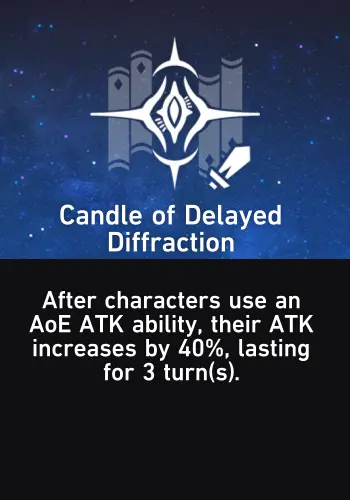 Candle of Delayed
Diffraction
After characters use an
AoE ATK ability, their ATK
increases by 40%, lasting
for 3 turn(s).